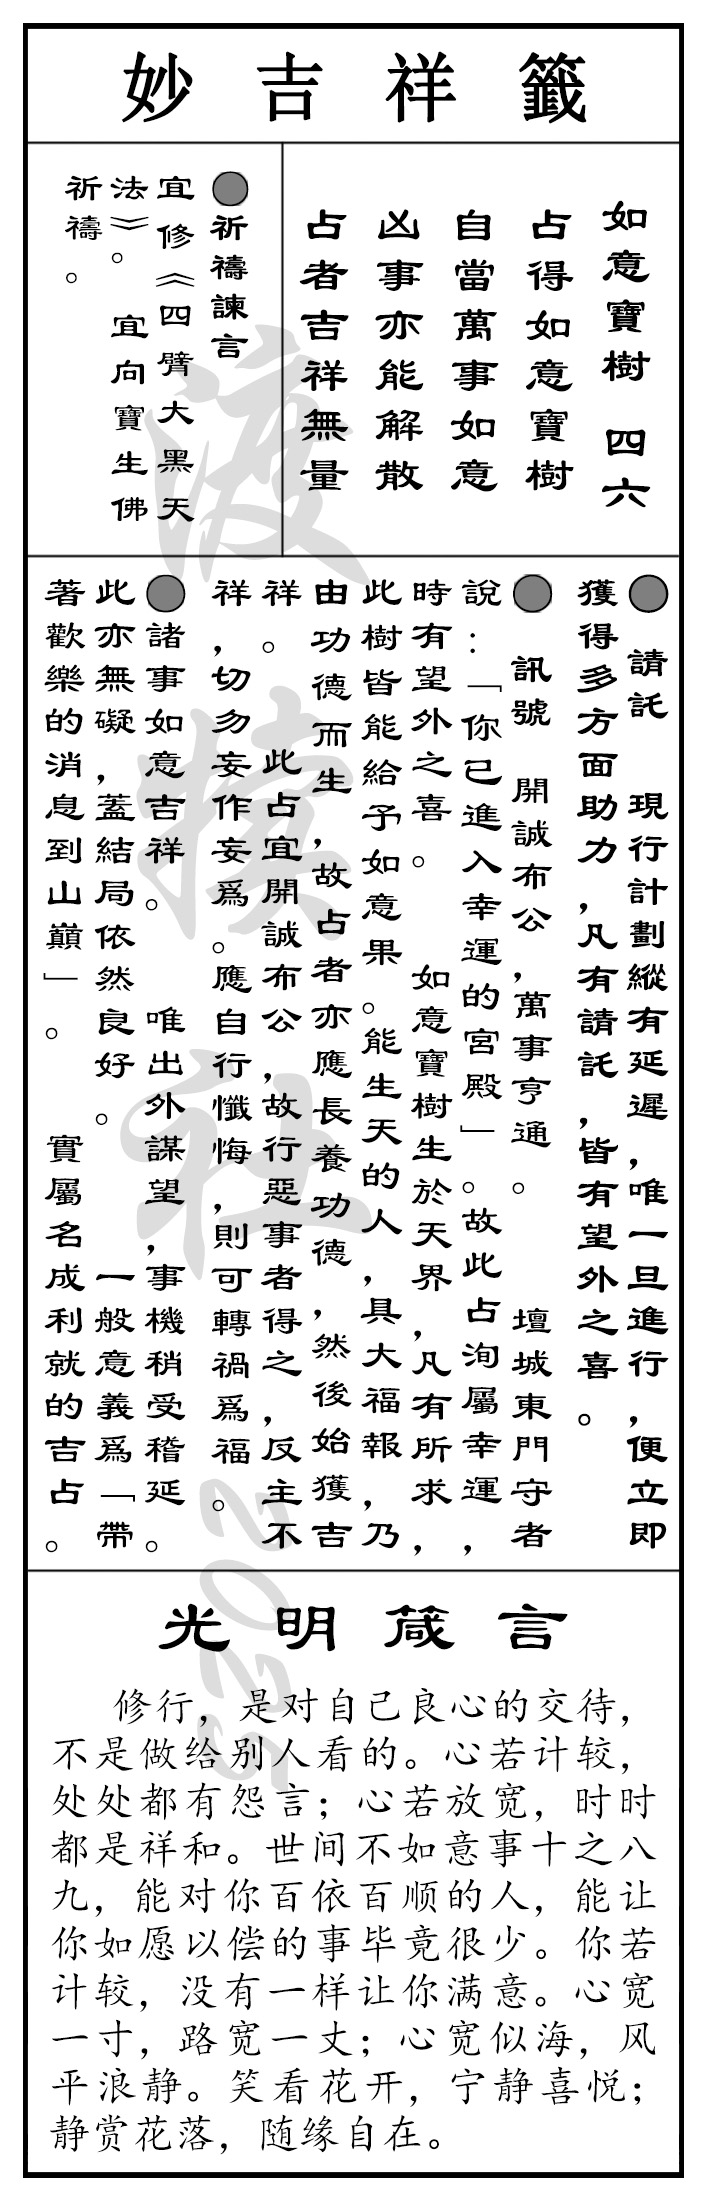 妙吉祥籤
如意寶樹 四六
占得如意寶樹
自當萬事如意
凶事亦能解散
占者吉祥無量
●祈禱諫言
宜修《四臂大黑天
法》。 宜向寶生佛
祈禱。
● 請託 現行計劃縱有延遲,唯一旦進行,便立即
獲得多方面助力,凡有請託,皆有望外之喜。
● 訊號 開誠布公,萬事亨通。 壇城東門守者
說:「你已進入幸運的宮殿」。故此占洵屬幸運,
時有望外之喜。 如意寶樹生於天界,凡有所求,
此樹皆能給予如意果。能生天的人,具大福報,乃
由功德而生,故占者亦應長養功德,然後始獲吉
祥。 此占宜開誠布公,故行惡事者得之,反主不
祥,切勿妄作妄爲。應自行懺悔,則可轉禍爲福。
●諸事如意吉祥。 唯出外謀望,事機稍受稽延。
此亦無礙,蓋結局依然良好。 一般意義爲「帶
著歡樂的消息到山巔」。 實屬名成利就的吉占。
光明箴言
修行，是对自己良心的交待，
不是做给别人看的。心若计较，
处处都有怨言；心若放宽，时时
都是祥和。世间不如意事十之八
九，能对你百依百顺的人，能让
你如愿以偿的事毕竟很少。你若
计较，没有一样让你满意。心宽
一寸，路宽一丈；心宽似海，风
平浪静。笑看花开，宁静喜悦；
静赏花落，随缘自在。
渡 社 2025